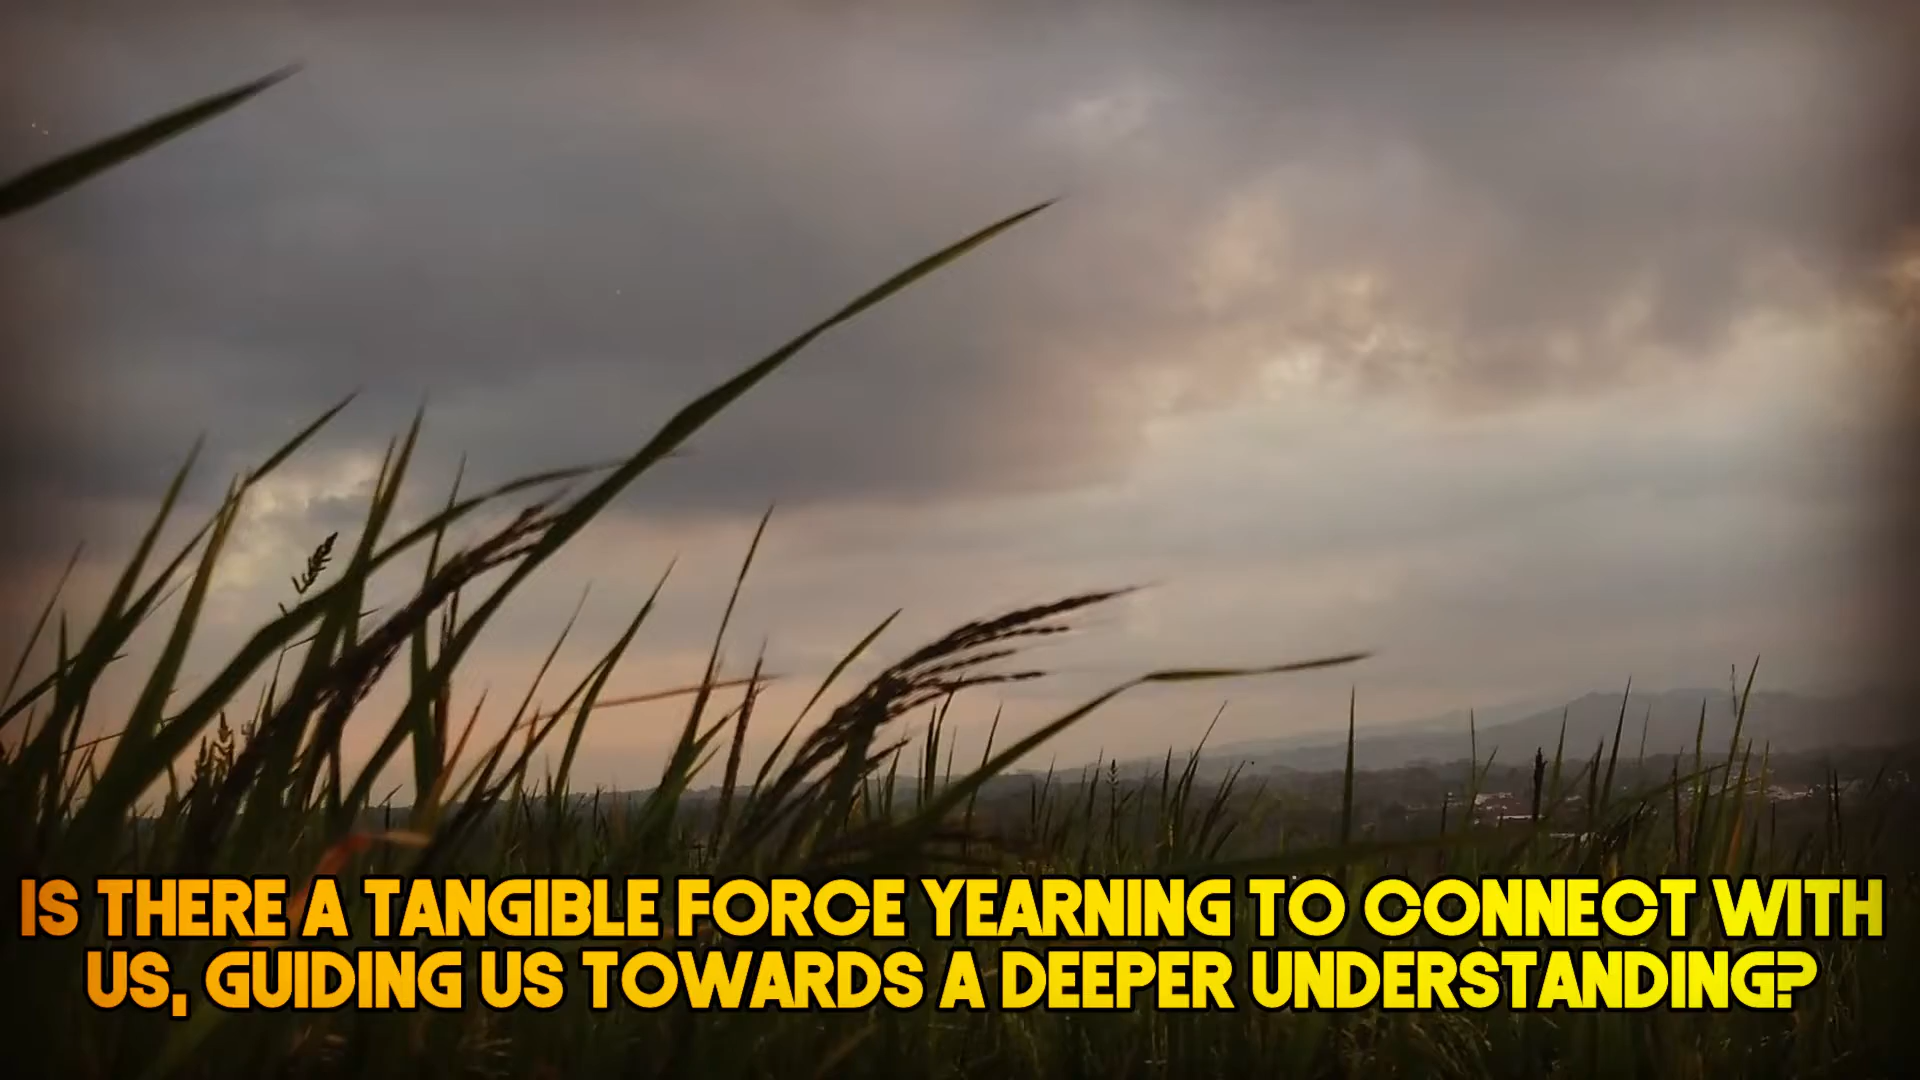 IS THERE A TANGIBLE FORCE YEARNING TO CONNECT WITH
US, GUIDING US TOWARDS A DEEPER UNDERSTANDING?